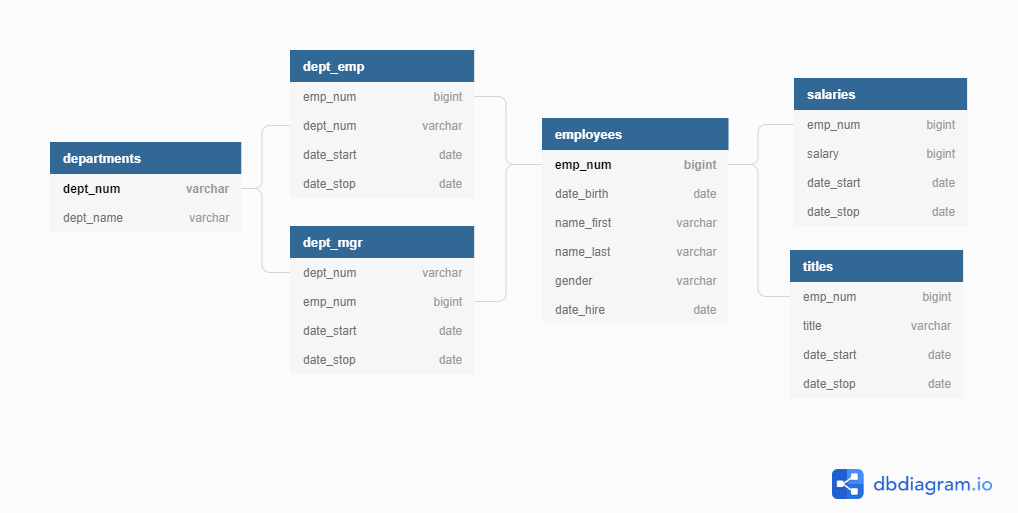 departments
dept_num varchar
dept_name varchar
dept_emp
emp_num bigint
dept_num varchar
date_start date
date_stop date
dept_mgr
dept_num varchar
emp_num bigint
date_start date
date_stop date
employees
emp_num bigint
date_birth date
name_first varchar
name_last varchar
gender varchar
date_hire date
salaries
emp_num bigint
salary bigint
date_start date
date_stop date
titles
emp_num bigint
title varchar
date_start date
date_stop date
dbdiagram.io